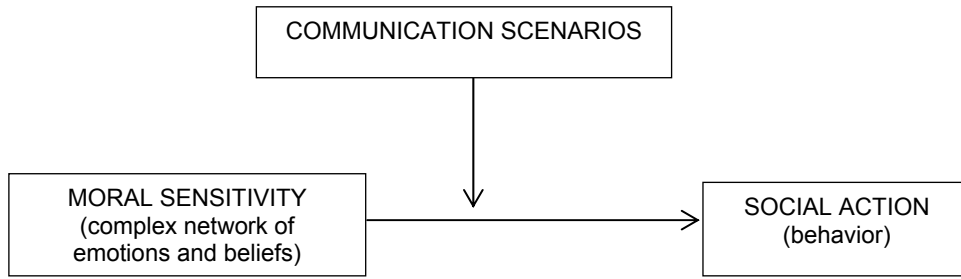 COMMUNICATION SCENARIOS
MORAL SENSITIVITY
(complex network of
emotions and beliefs)
SOCIAL ACTION
(behavior)